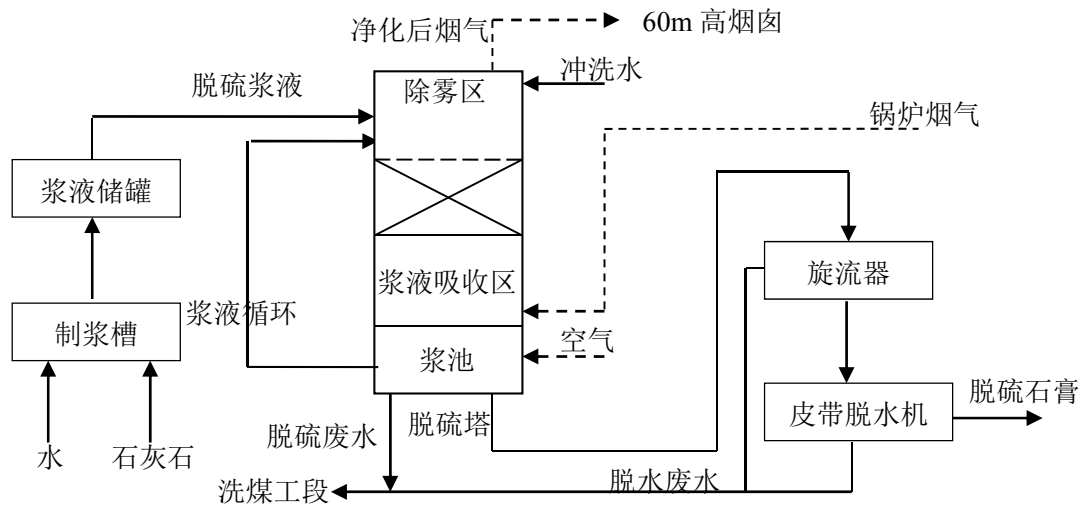 净化后烟气
60m 高烟囱
脱硫浆液
除雾区
冲洗水
锅炉烟气
浆液储罐
浆液吸收区
旋流器
浆液循环
制浆槽
空气
浆池
脱硫石膏
皮带脱水机
脱硫塔
脱硫废水
水
石灰石
脱水废水
洗煤工段